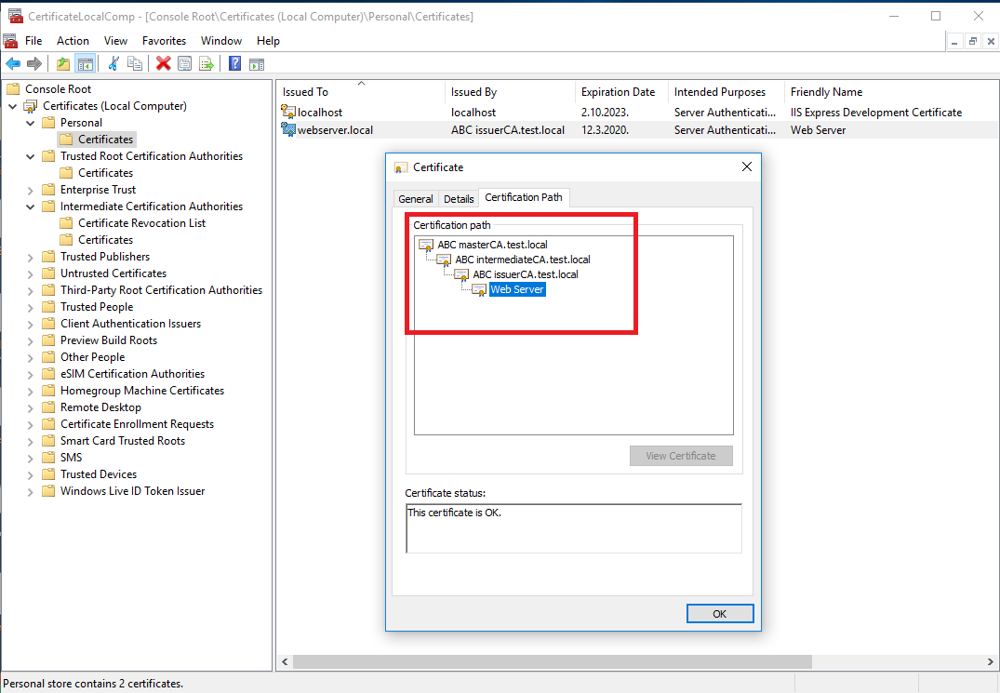 CertificateLocalComp - [Console Root\Certificates (Local Computer)\Personal\Certificates]
File Action View Favorites Window Help
Console Root
Certificates (Local Computer)
Personal
Certificates
Trusted Root Certification Authorities
Certificates
Enterprise Trust
Intermediate Certification Authorities
Certificate Revocation List
Certificates
Trusted Publishers
Untrusted Certificates
Third-Party Root Certification Authorities
Trusted People
Client Authentication Issuers
Preview Build Roots
Other People
eSIM Certification Authorities
Homegroup Machine Certificates
Remote Desktop
Certificate Enrollment Requests
Smart Card Trusted Roots
SMS
Trusted Devices
Windows Live ID Token Issuer
Issued To Issued By Expiration Date Intended Purposes Friendly Name
localhost localhost 2.10.2023. Server Authenticati... IIS Express Development Certificate
webserver.local ABC issuerCA.test.local 12.3.2020. Server Authenticati... Web Server
Certificate
General Details Certification Path
Certification path
ABC masterCA.test.local
ABC intermediateCA.test.local
ABC issuerCA.test.local
Web Server
View Certificate
Certificate status:
This certificate is OK.
OK
Personal store contains 2 certificates.